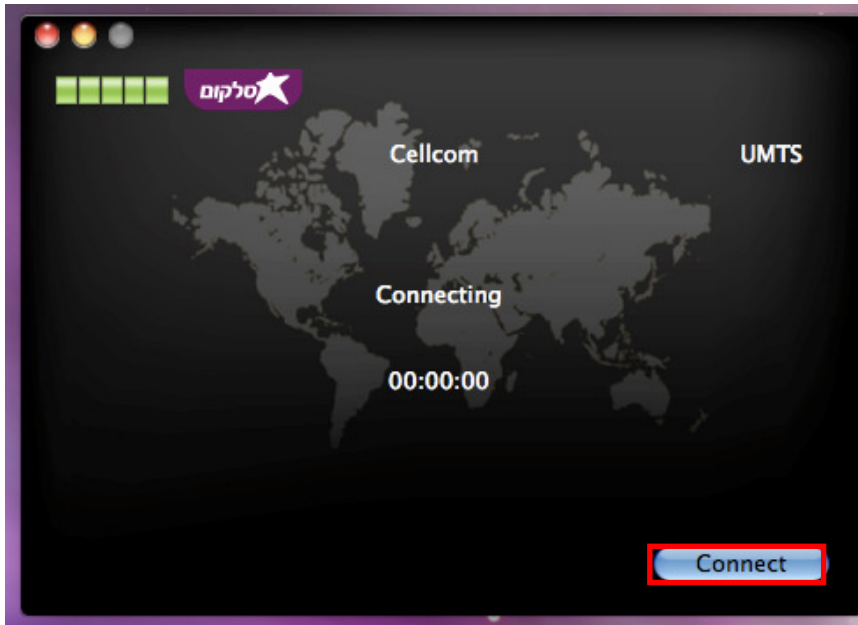 סלקום
Cellcom
UMTS
Connecting
00:00:00
Connect